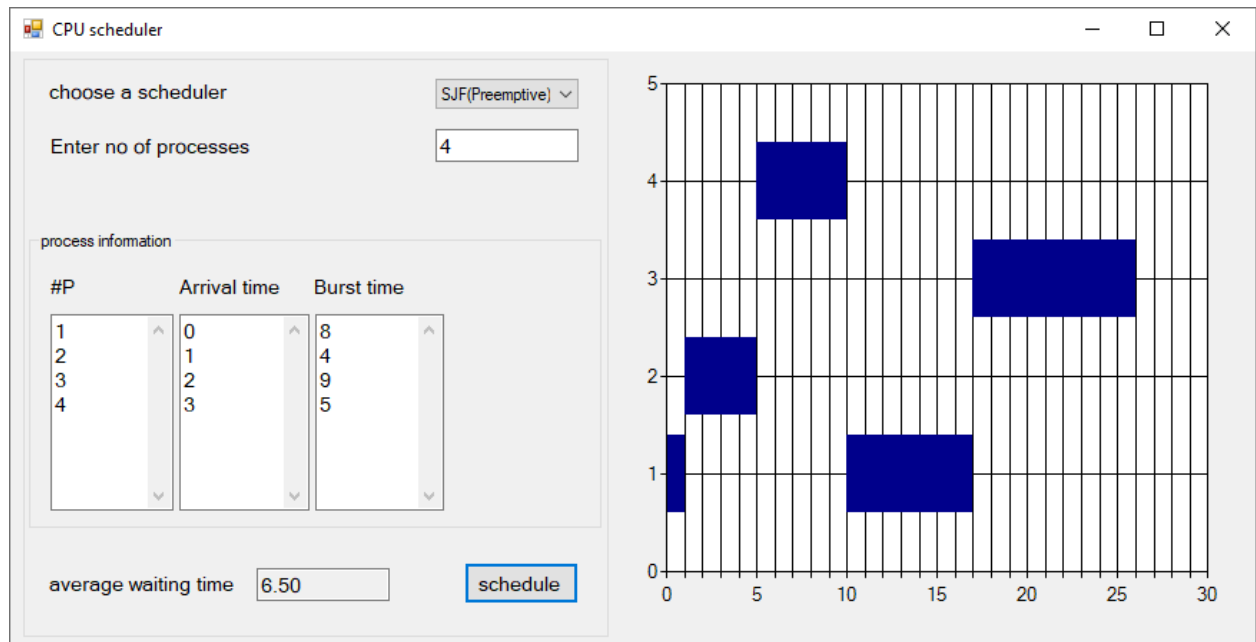 CPU scheduler
choose a scheduler
SJF(Preemptive)
Enter no of processes
4
process information
#P Arrival time Burst time
1 0 8
2 1 4
3 2 9
4 3 5
average waiting time 6.50 schedule
5
4
3
2
1
0
0 5 10 15 20 25 30